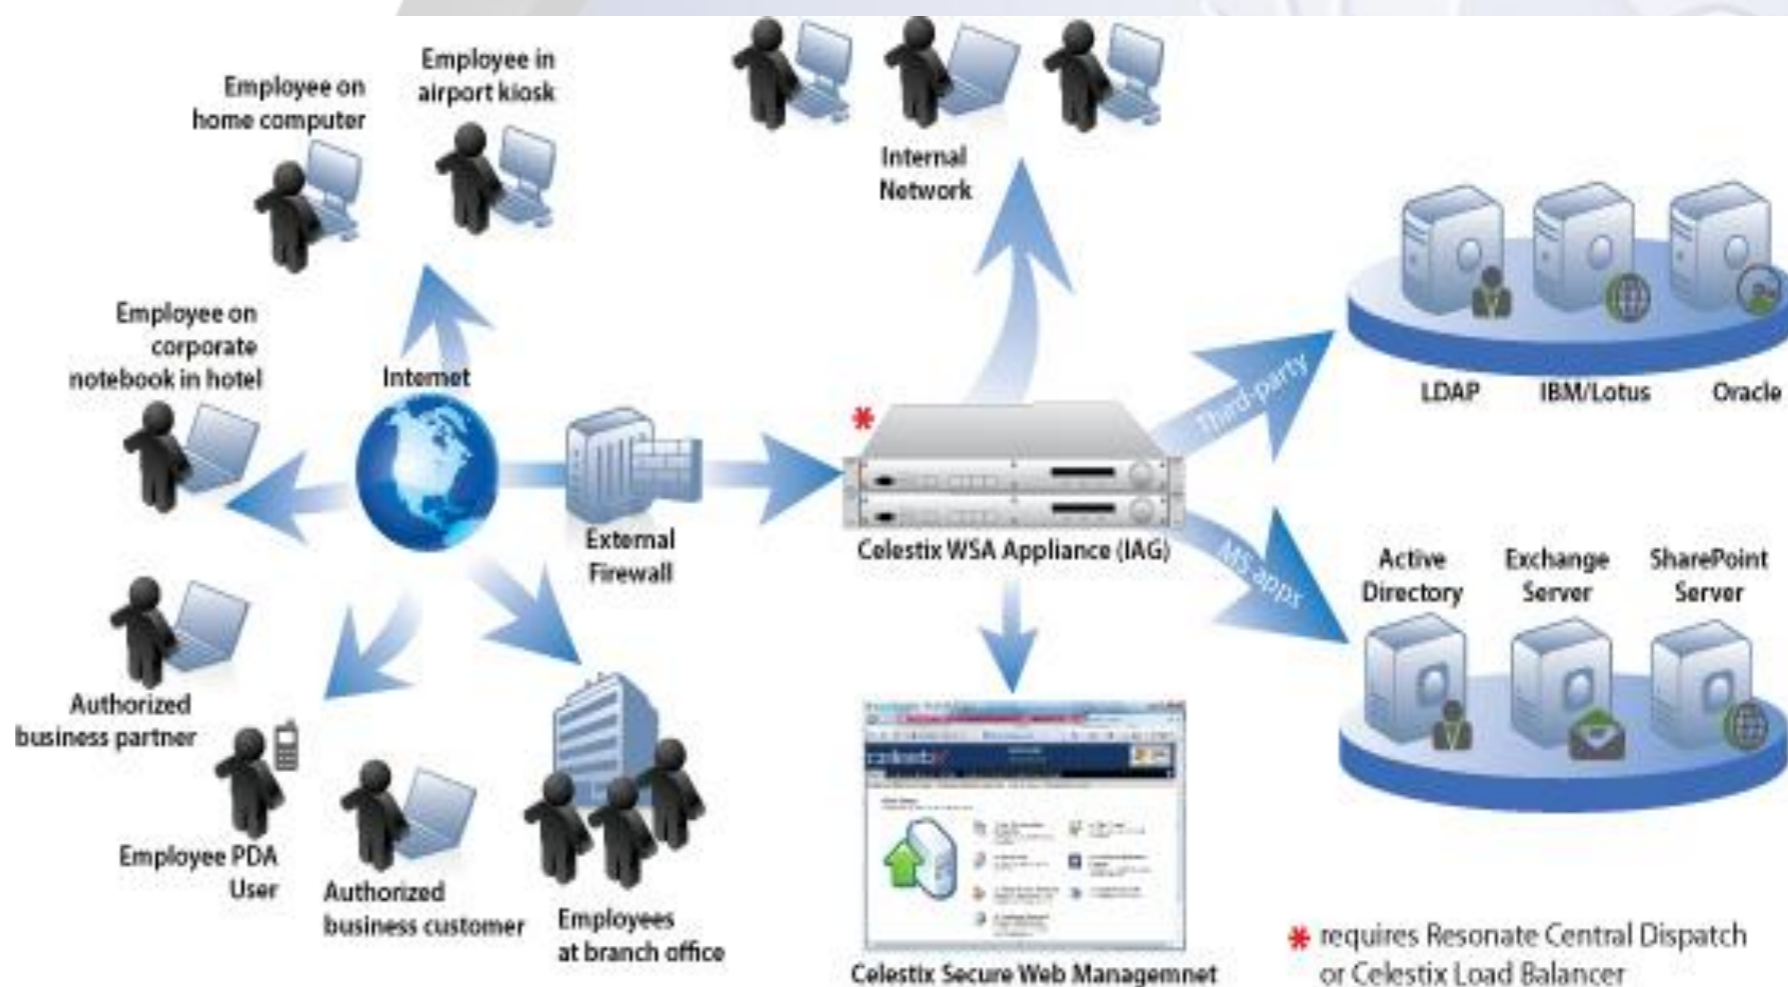 Employee on
home computer
Employee in
airport kiosk
Internal
Network
Employee on
corporate
notebook in hotel
Internet
External
Firewall
Celestix WSA Appliance (IAG)
*
Third-party
MS apps
LDAP
IBM/Lotus
Oracle
Active
Directory
Exchange
Server
SharePoint
Server
Authorized
business partner
Employee PDA
User
Authorized
business customer
Employees
at branch office
celestix
Celestix Secure Web Managemnet
* requires Resonate Central Dispatch
or Celestix Load Balancer